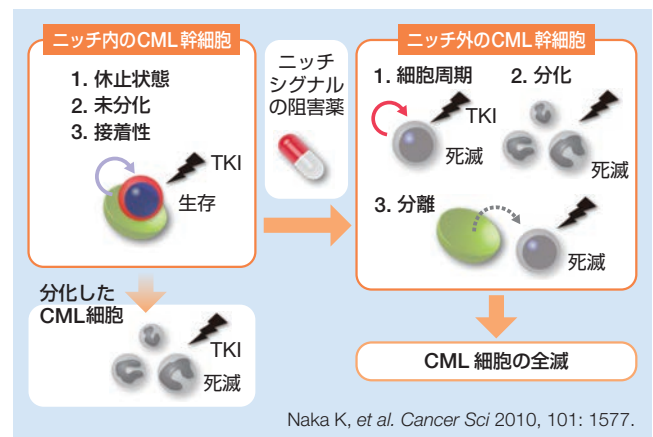 ニッチ内のCML幹細胞
1. 休止状態
2. 未分化
3. 接着性
TKI
生存
分化した
CML細胞
TKI
死滅
ニッチ
シグナル
の阻害薬
ニッチ外のCML幹細胞
1. 細胞周期
TKI
死滅
2. 分化
死滅
3. 分離
死滅
CML 細胞の全滅
Naka K, et al. Cancer Sci 2010, 101: 1577.